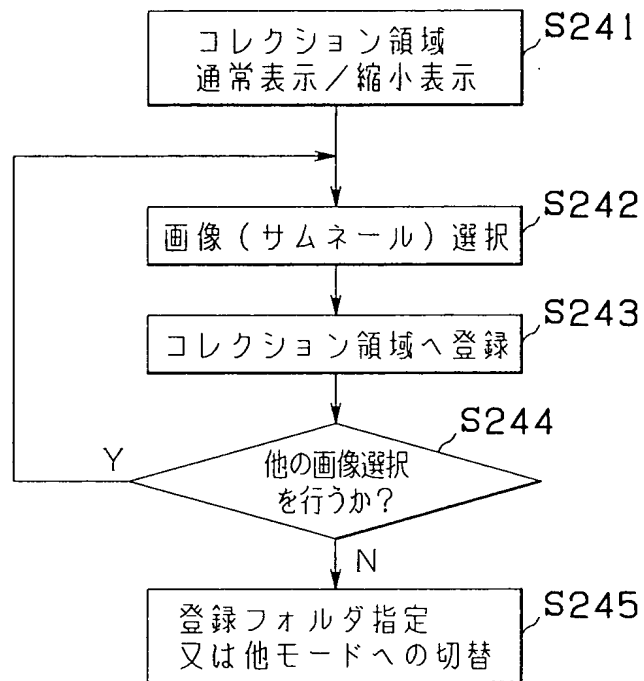 S241
コレクション領域
通常表示/縮小表示
S242
画像(サムネール)選択
S243
コレクション領域へ登録
S244
他の画像選択
を行うか?
Y
N
S245
登録フォルダ指定
又は他モードへの切替